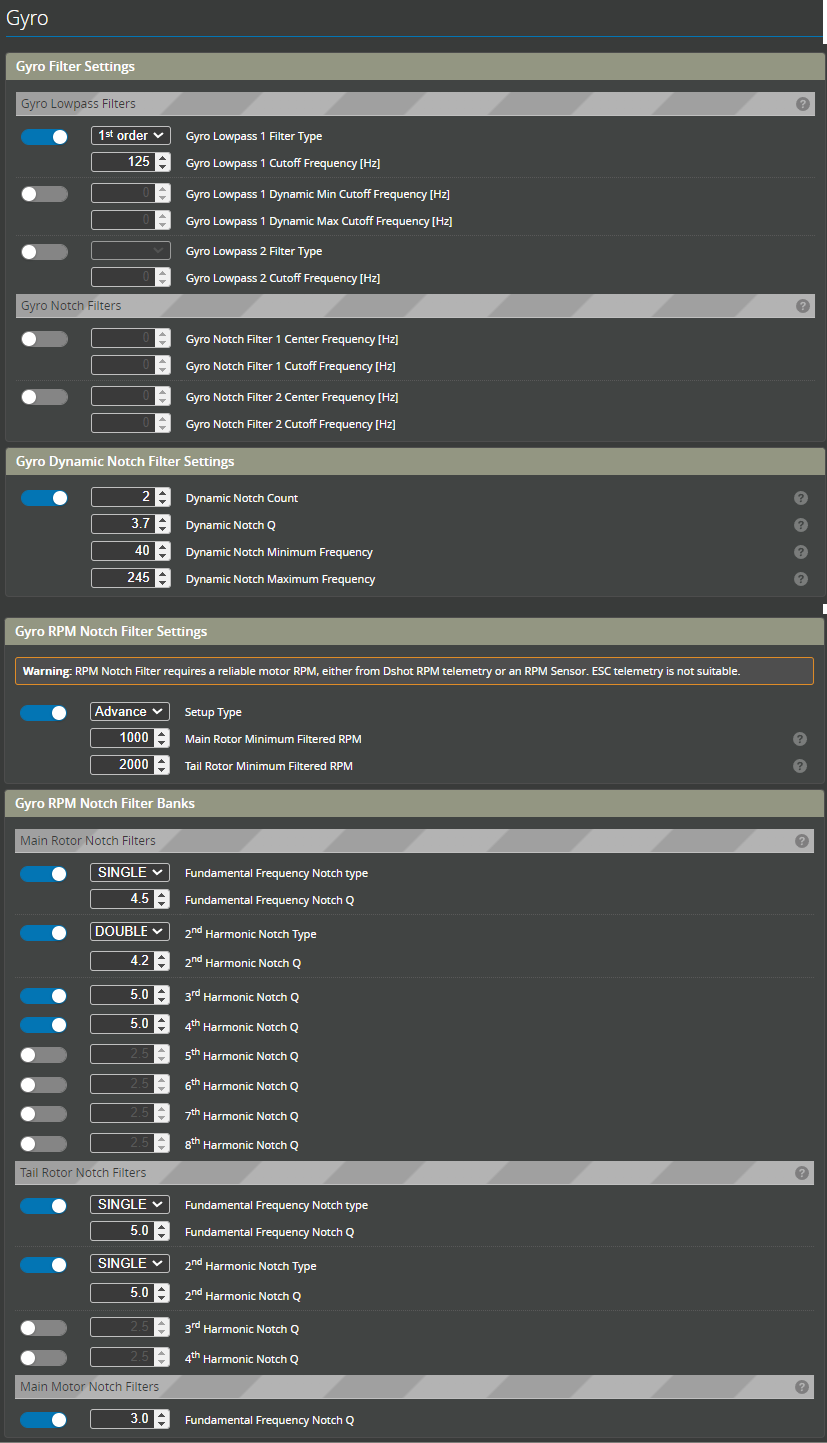 Gyro
Gyro Filter Settings
Gyro Lowpass Filters ?
1st order Gyro Lowpass 1 Filter Type
125 Gyro Lowpass 1 Cutoff Frequency [Hz]
0 Gyro Lowpass 1 Dynamic Min Cutoff Frequency [Hz]
0 Gyro Lowpass 1 Dynamic Max Cutoff Frequency [Hz]
Gyro Lowpass 2 Filter Type
0 Gyro Lowpass 2 Cutoff Frequency [Hz]
Gyro Notch Filters ?
0 Gyro Notch Filter 1 Center Frequency [Hz]
0 Gyro Notch Filter 1 Cutoff Frequency [Hz]
0 Gyro Notch Filter 2 Center Frequency [Hz]
0 Gyro Notch Filter 2 Cutoff Frequency [Hz]
Gyro Dynamic Notch Filter Settings
2 Dynamic Notch Count ?
3.7 Dynamic Notch Q ?
40 Dynamic Notch Minimum Frequency ?
245 Dynamic Notch Maximum Frequency ?
Gyro RPM Notch Filter Settings
Warning: RPM Notch Filter requires a reliable motor RPM, either from Dshot RPM telemetry or an RPM Sensor. ESC telemetry is not suitable.
Advance Setup Type
1000 Main Rotor Minimum Filtered RPM ?
2000 Tail Rotor Minimum Filtered RPM ?
Gyro RPM Notch Filter Banks
Main Rotor Notch Filters ?
SINGLE Fundamental Frequency Notch type
4.5 Fundamental Frequency Notch Q
DOUBLE 2nd Harmonic Notch Type
4.2 2nd Harmonic Notch Q
5.0 3rd Harmonic Notch Q
5.0 4th Harmonic Notch Q
2.5 5th Harmonic Notch Q
2.5 6th Harmonic Notch Q
2.5 7th Harmonic Notch Q
2.5 8th Harmonic Notch Q
Tail Rotor Notch Filters ?
SINGLE Fundamental Frequency Notch type
5.0 Fundamental Frequency Notch Q
SINGLE 2nd Harmonic Notch Type
5.0 2nd Harmonic Notch Q
2.5 3rd Harmonic Notch Q
2.5 4th Harmonic Notch Q
Main Motor Notch Filters ?
3.0 Fundamental Frequency Notch Q